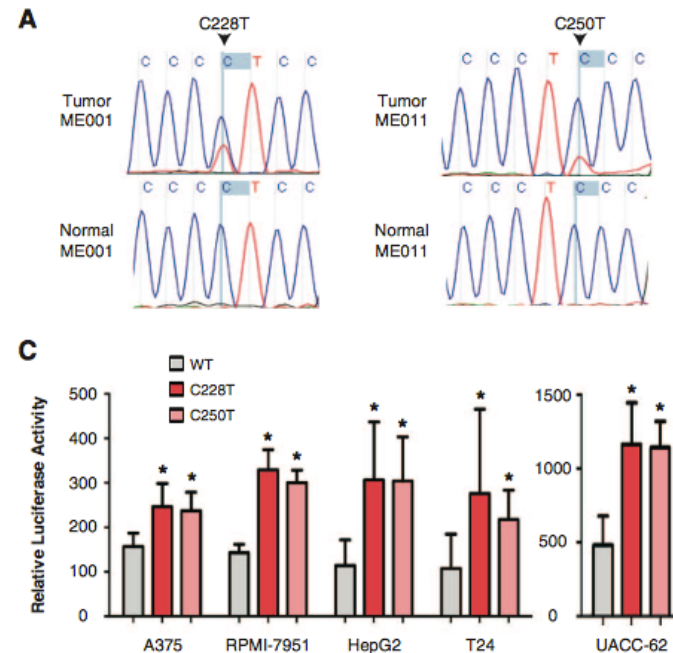 A
C228T
C250T
C C C C T C C
C C C T C C C
Tumor
ME001
Tumor
ME011
C C C C T C C
C C C T C C C
Normal
ME001
Normal
ME011
C
WT
C228T
C250T
Relative Luciferase Activity
500
400
300
200
100
0
* * * * * * * *
A375 RPMI-7951 HepG2 T24
1500
1000
500
0
* *
UACC-62